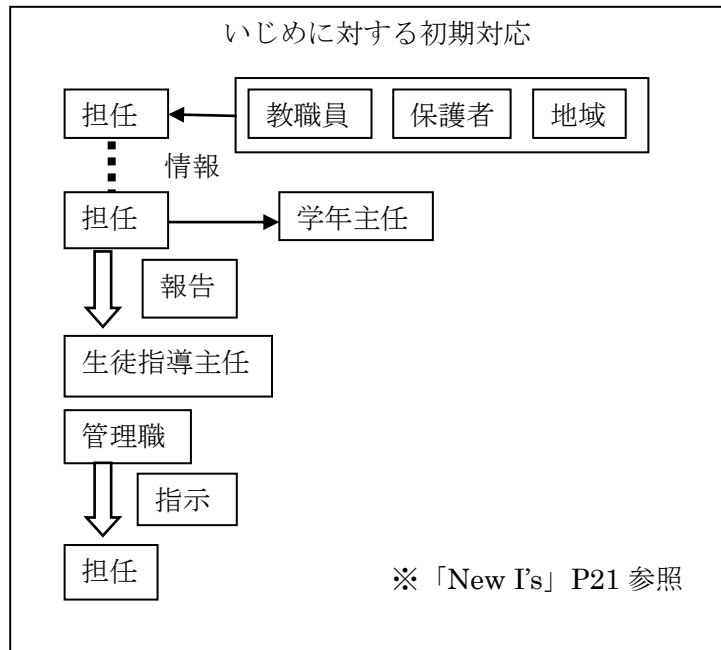 いじめに対する初期対応
担任
教職員
保護者
地域
情報
担任
学年主任
報告
生徒指導主任
管理職
指示
担任
※「New I's」P21 参照